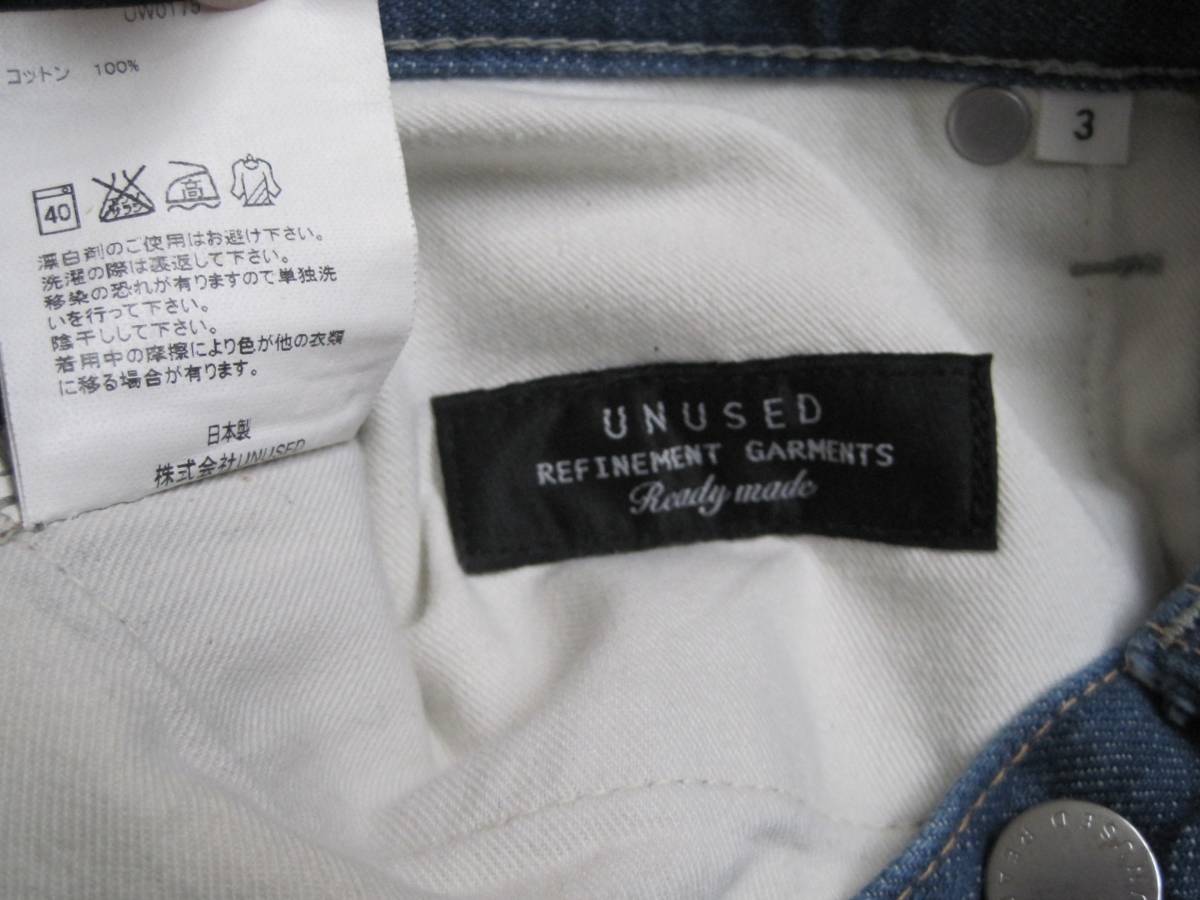 UW0175
コットン 100%
40
サラシ
高
漂白剤のご使用はお避け下さい。
洗濯の際は裏返して下さい。
移染の恐れが有りますので単独洗
いを行って下さい。
陰干しして下さい。
着用中の摩擦により色が他の衣類
に移る場合が有ります。
日本製
株式会社UNUSED
3
UNUSED
REFINEMENT GARMENTS
Ready made